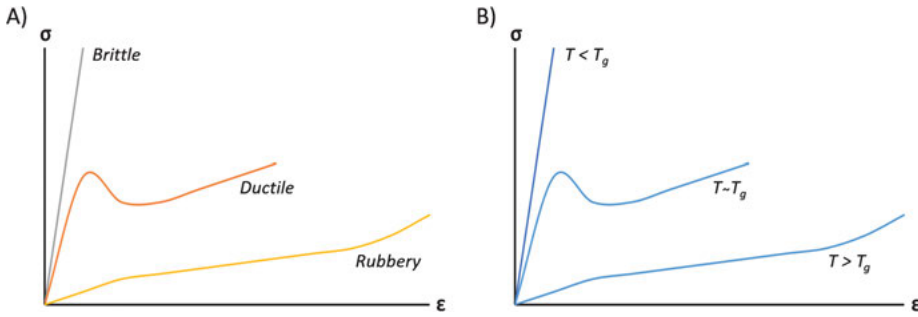 A)
σ
Brittle
Ductile
Rubbery
ε
B)
σ
T < Tg
T~Tg
T > Tg
ε